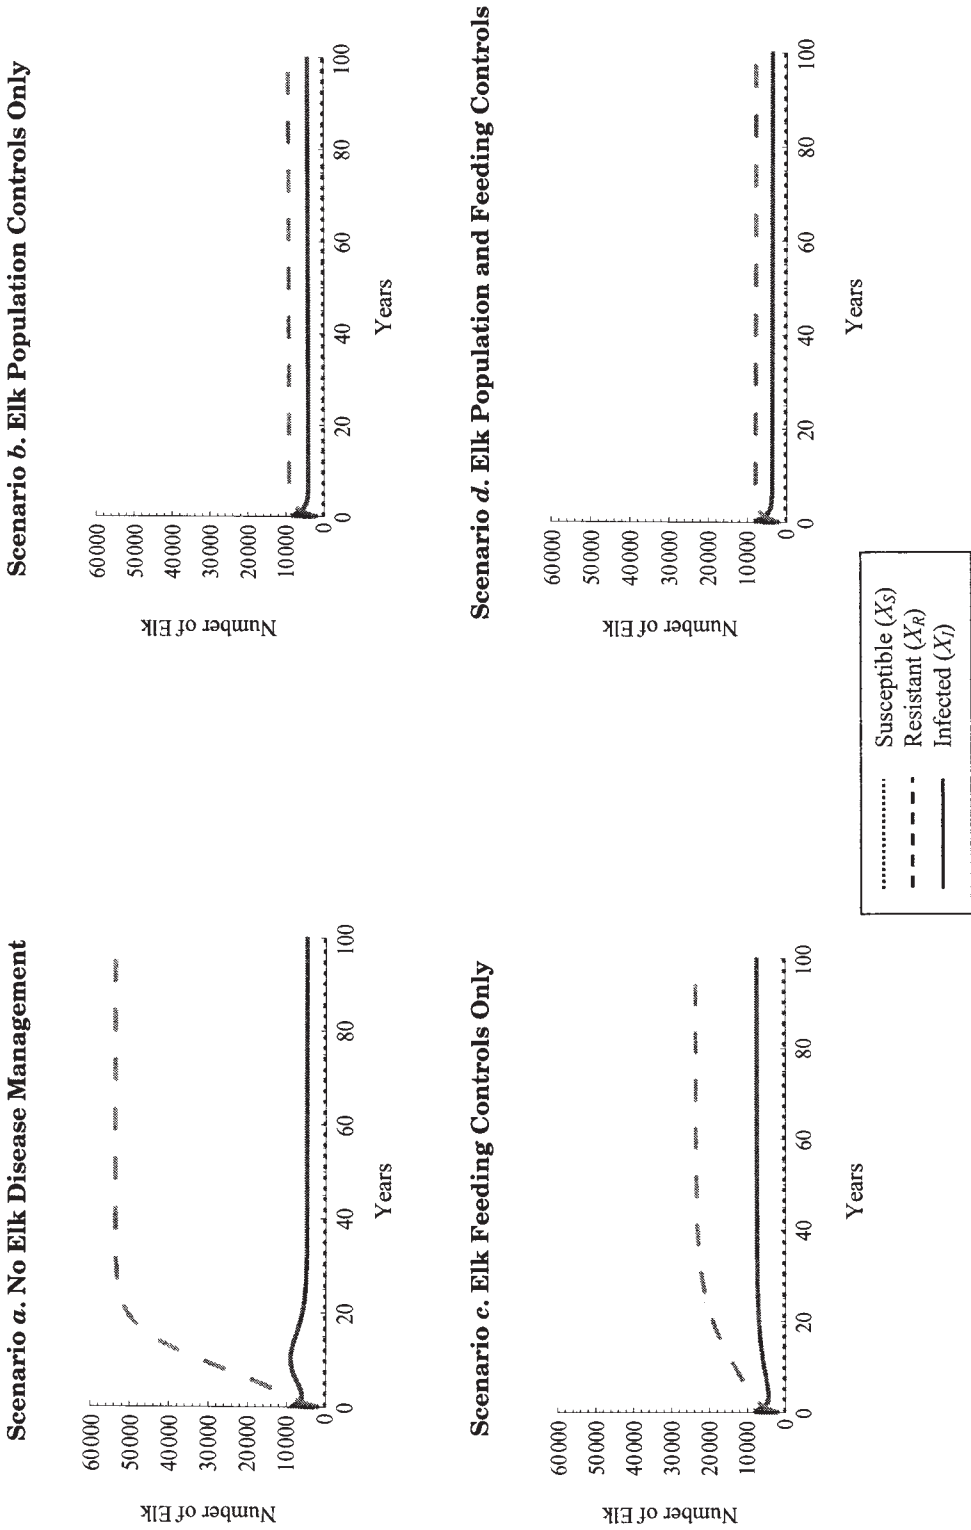 Scenario a. No Elk Disease Management
Number of Elk
60000
50000
40000
30000
20000
10000
0
0 20 40 60 80 100
Years
Scenario b. Elk Population Controls Only
Number of Elk
60000
50000
40000
30000
20000
10000
0
0 20 40 60 80 100
Years
Scenario c. Elk Feeding Controls Only
Number of Elk
60000
50000
40000
30000
20000
10000
0
0 20 40 60 80 100
Years
Scenario d. Elk Population and Feeding Controls
Number of Elk
60000
50000
40000
30000
20000
10000
0
0 20 40 60 80 100
Years
Susceptible (XS)
Resistant (XR)
Infected (XI)